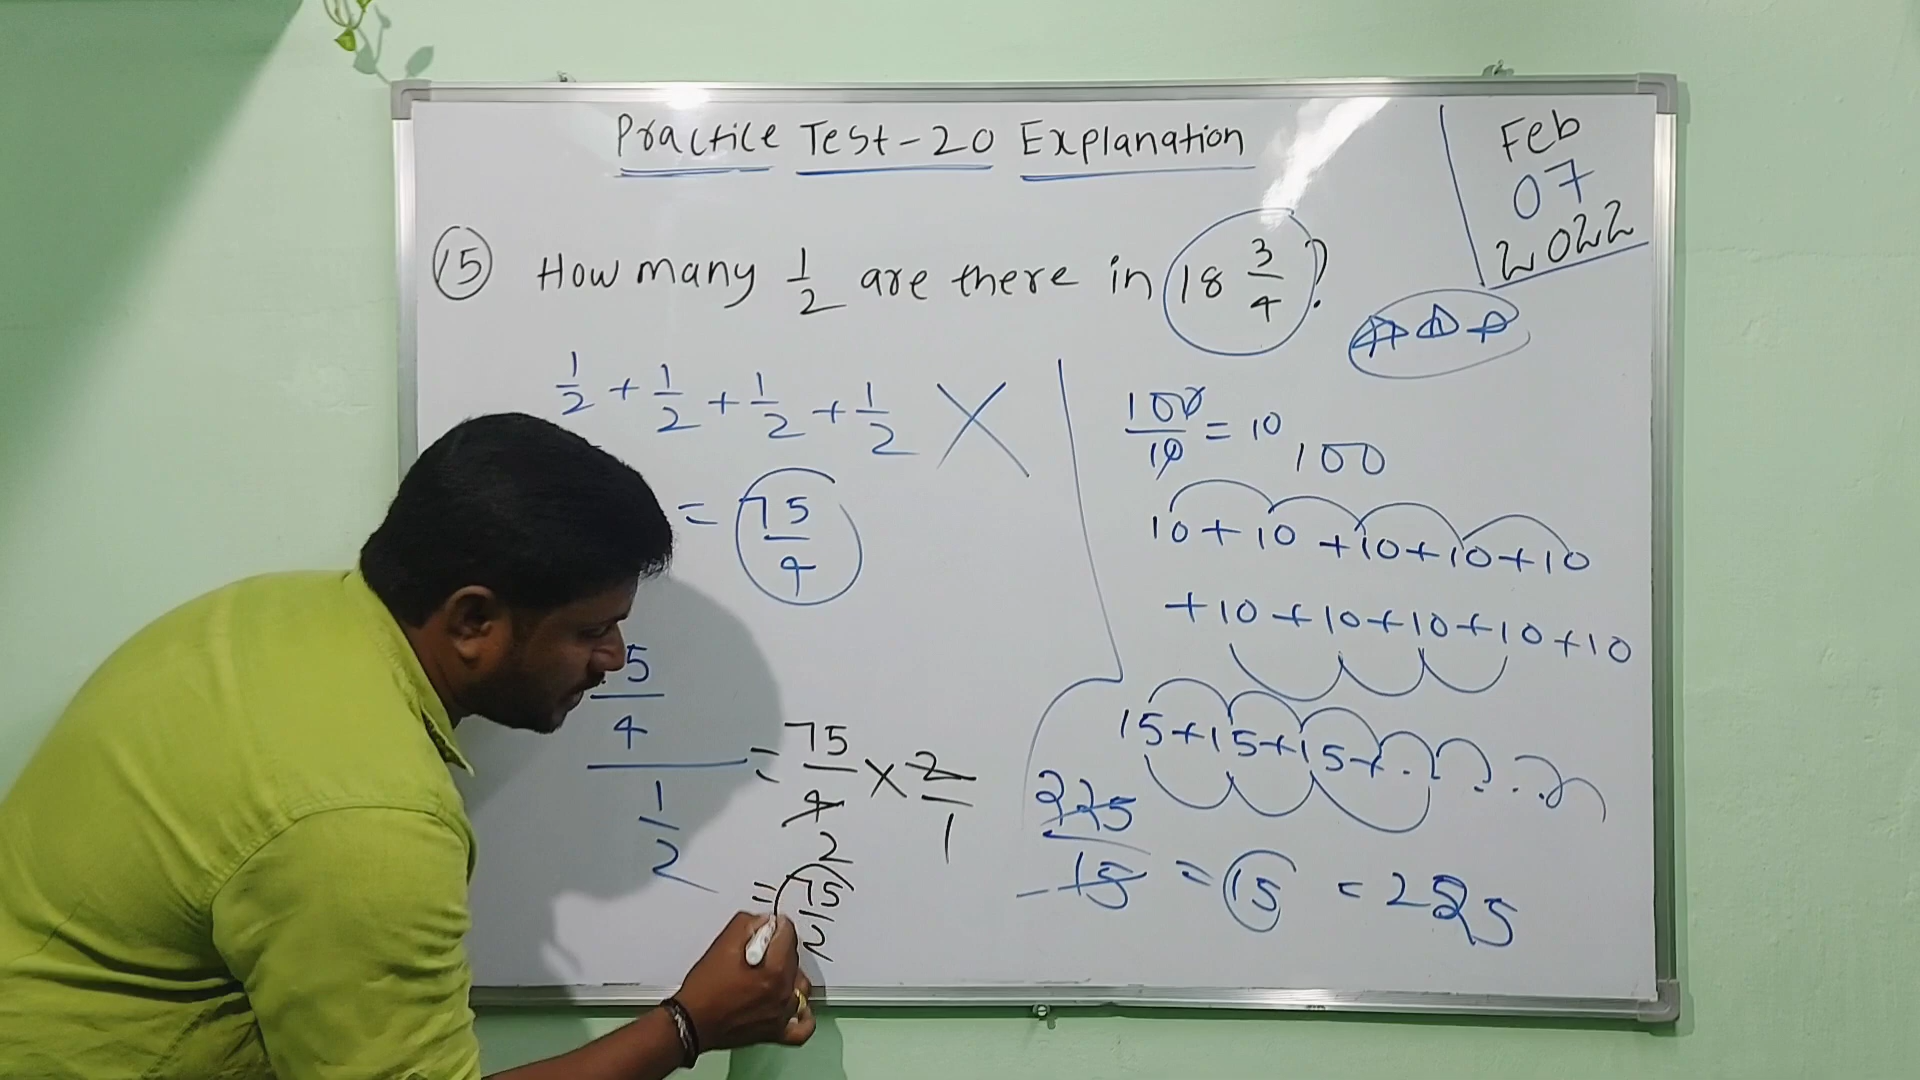 Practice Test-20 Explanation
Feb
07
2022
15 How many 1/2 are there in 18 3/4?
1/2 + 1/2 + 1/2 + 1/2 X
= 75/4
5/4
1/2
= 75/4 × 2/1
2
= 75/2
100/10 = 10
100
10+10+10+10+10
+10+10+10+10+10
15+15+15+.....
225/15 = 15 = 225